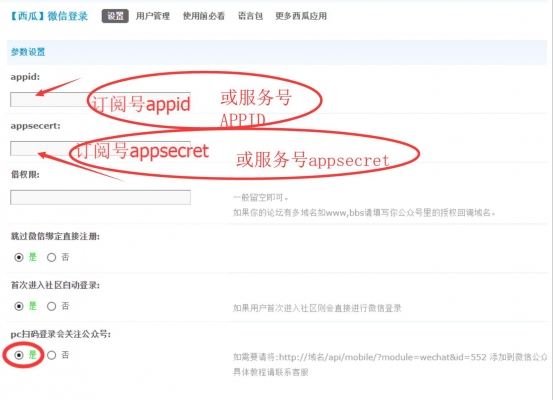 【西瓜】微信登录 设置 用户管理 使用前必看 语言包 更多西瓜应用
参数设置
appid:
订阅号appid 或服务号
APPID
appsecert:
订阅号appsecret 或服务号appsecret
借权限:
一般留空即可。
如果你的论坛有多域名如www,bbs请填写你公众号里的授权回调域名。
跳过微信绑定直接注册:
是 否
首次进入社区自动登录:
是 否 如果用户首次进入社区则会直接进行微信登录
pc扫码登录会关注公众号:
是 否 如需要请将:http://域名/api/mobile/?module=wechat&id=552 添加到微信公众
具体教程请联系客服